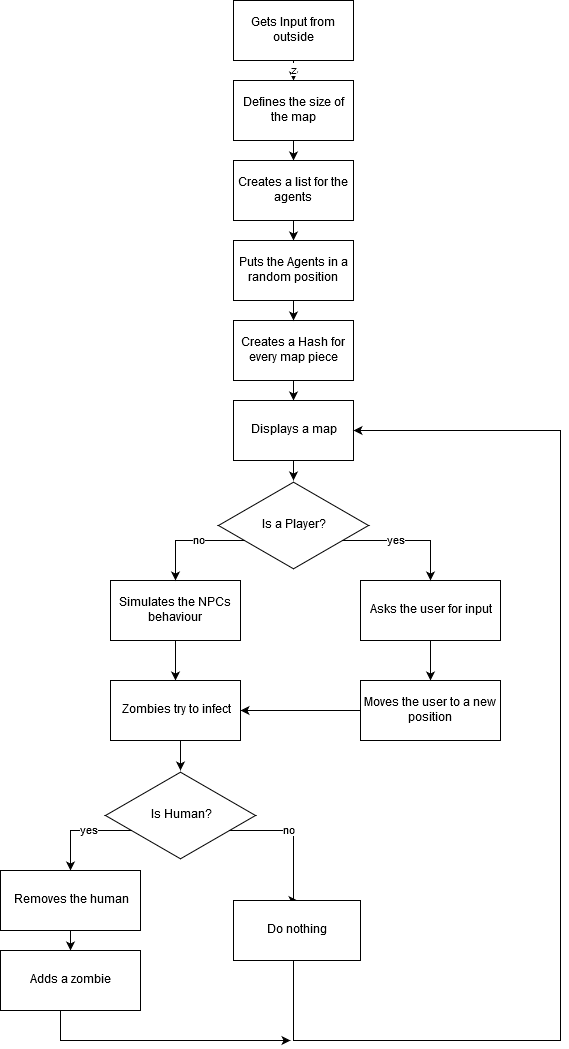 Gets Input from
outside
z
Defines the size of
the map
Creates a list for the
agents
Puts the Agents in a
random position
Creates a Hash for
every map piece
Displays a map
Is a Player?
no
yes
Simulates the NPCs
behaviour
Asks the user for input
Zombies try to infect
Moves the user to a new
position
Is Human?
yes
no
Removes the human
Do nothing
Adds a zombie